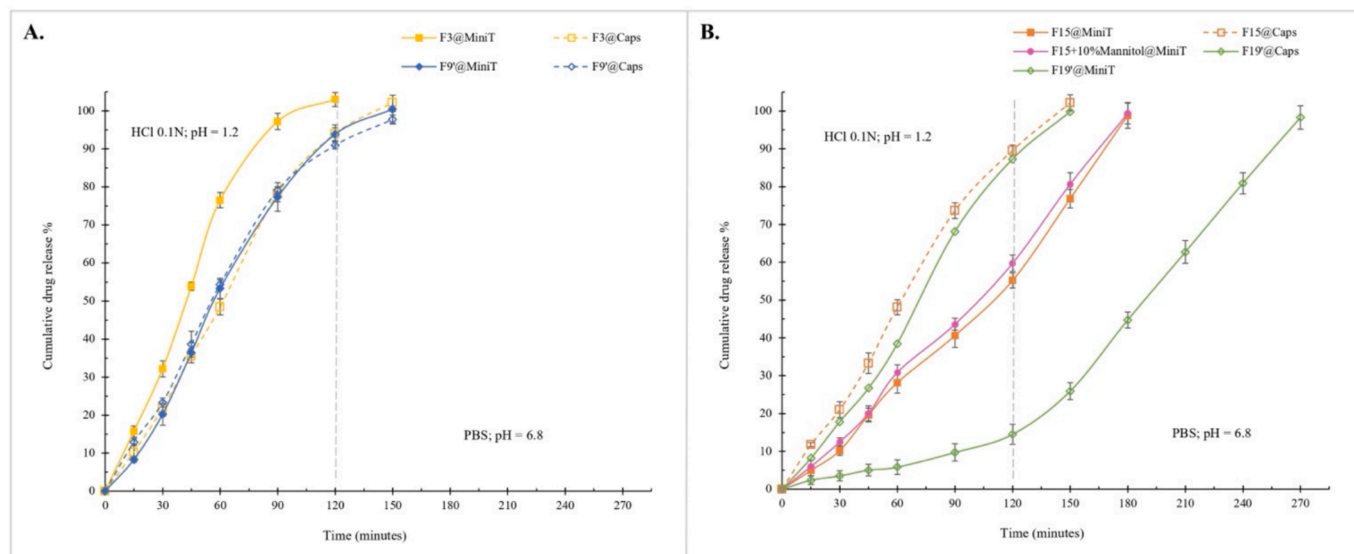 A.
F3@MiniT
F3@Caps
F9'@MiniT
F9'@Caps
HCl 0.1N; pH = 1.2
PBS; pH = 6.8
Cumulative drug release %
100
90
80
70
60
50
40
30
20
10
0
0 30 60 90 120 150 180 210 240 270
Time (minutes)
B.
F15@MiniT
F15@Caps
F15+10%Mannitol@MiniT
F19'@Caps
F19'@MiniT
HCl 0.1N; pH = 1.2
PBS; pH = 6.8
Cumulative drug release %
100
90
80
70
60
50
40
30
20
10
0
0 30 60 90 120 150 180 210 240 270
Time (minutes)